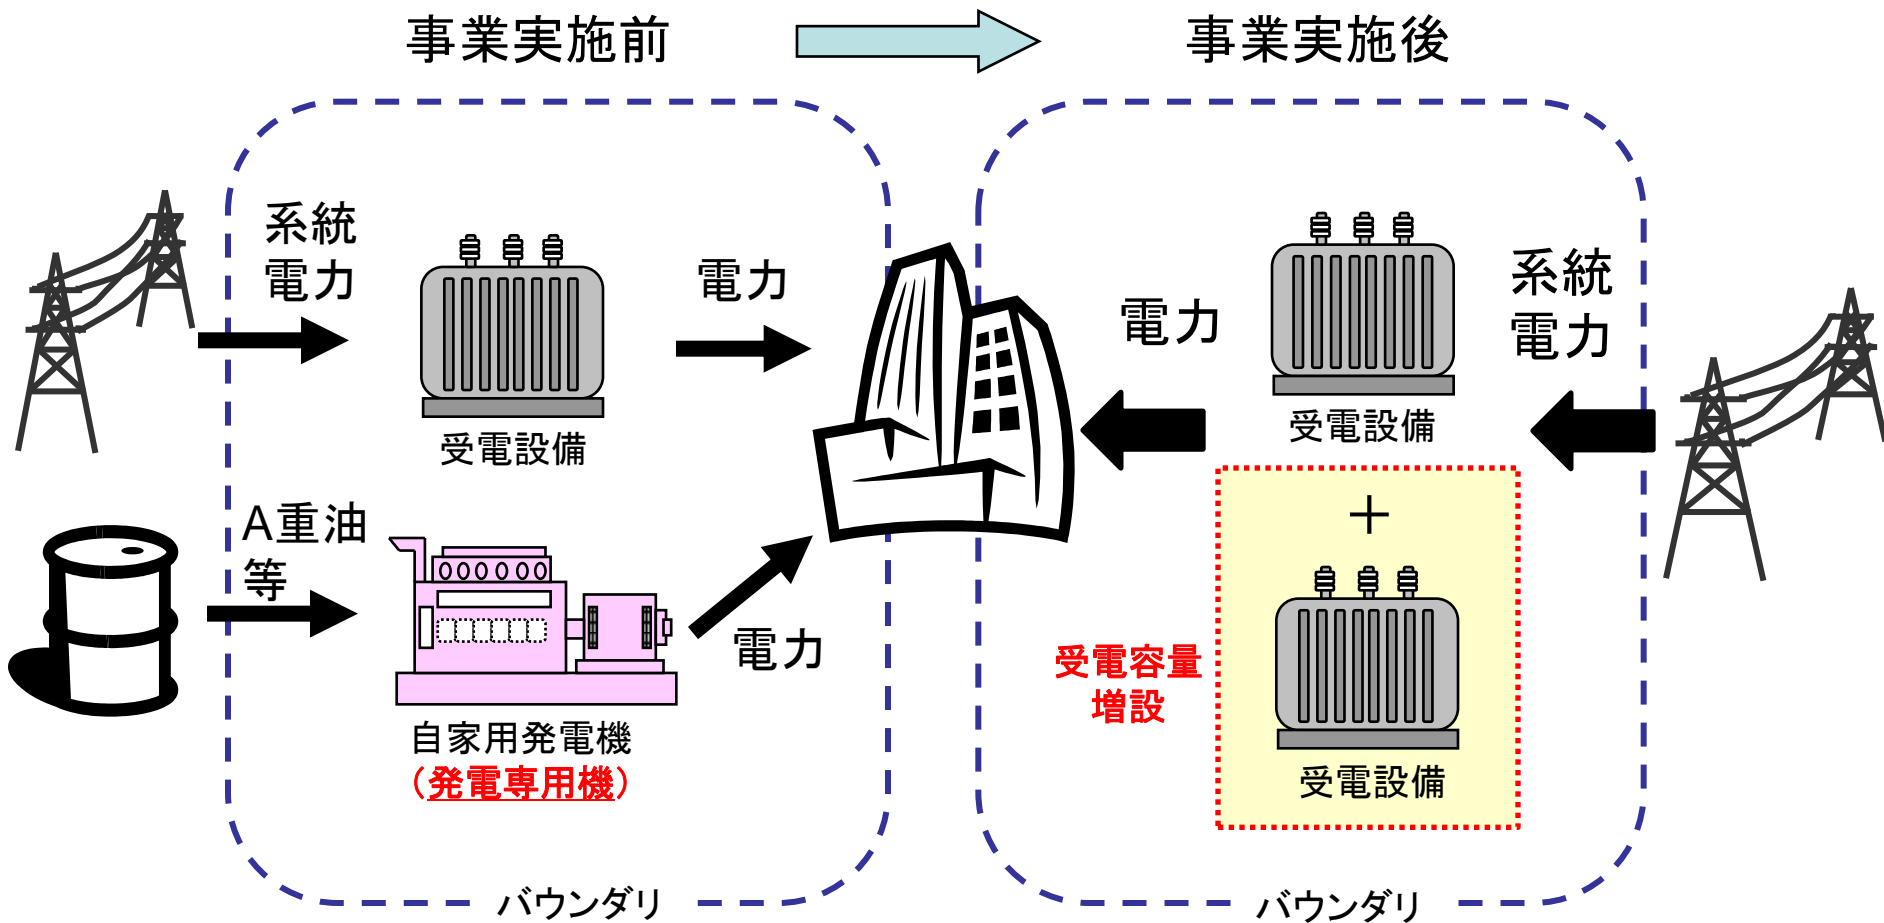 事業実施前
事業実施後
系統
電力
電力
受電設備
A重油
等
電力
自家用発電機
（発電専用機）
バウンダリ
電力
系統
電力
受電設備
＋
受電容量
増設
受電設備
バウンダリ